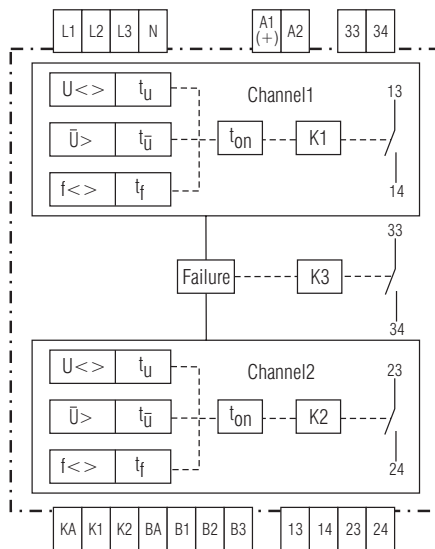 L1 L2 L3 N A1 (+) A2 33 34
U<> tu Channel1 13
Ū> tū ton K1
f<> tf 14
33
Failure K3
34
U<> tu Channel2 23
Ū> tū ton K2
f<> tf 24
KA K1 K2 BA B1 B2 B3 13 14 23 24